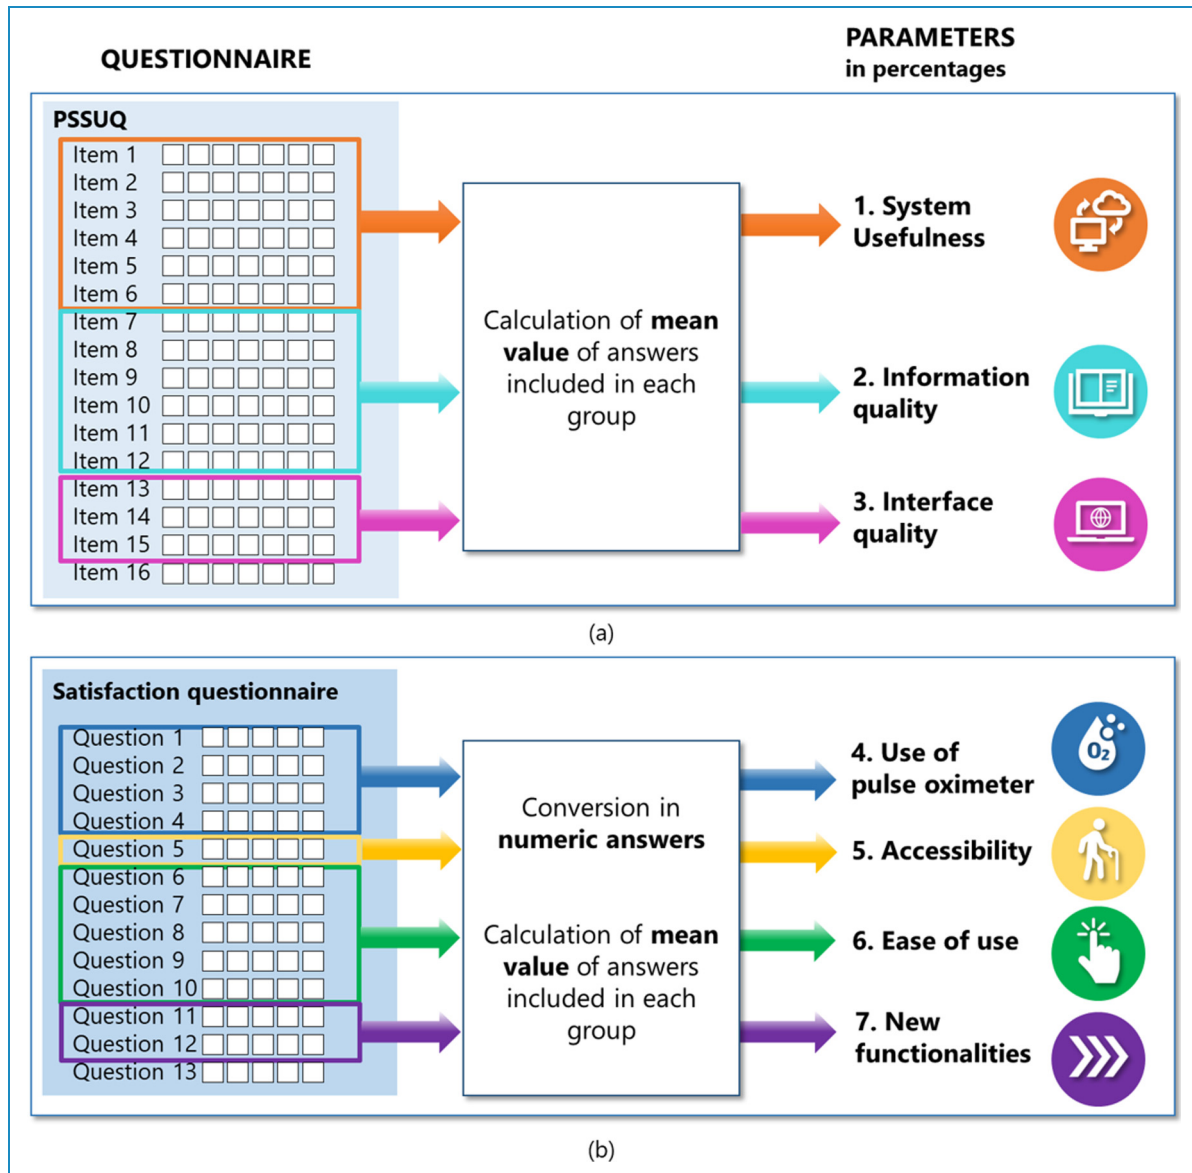 QUESTIONNAIRE
PARAMETERS
in percentages
PSSUQ
Item 1
Item 2
Item 3
Item 4
Item 5
Item 6
Item 7
Item 8
Item 9
Item 10
Item 11
Item 12
Item 13
Item 14
Item 15
Item 16
Calculation of mean
value of answers
included in each
group
1. System
Usefulness
2. Information
quality
3. Interface
quality
(a)
Satisfaction questionnaire
Question 1
Question 2
Question 3
Question 4
Question 5
Question 6
Question 7
Question 8
Question 9
Question 10
Question 11
Question 12
Question 13
Conversion in
numeric answers
Calculation of mean
value of answers
included in each
group
4. Use of
pulse oximeter
O2
5. Accessibility
6. Ease of use
7. New
functionalities
(b)